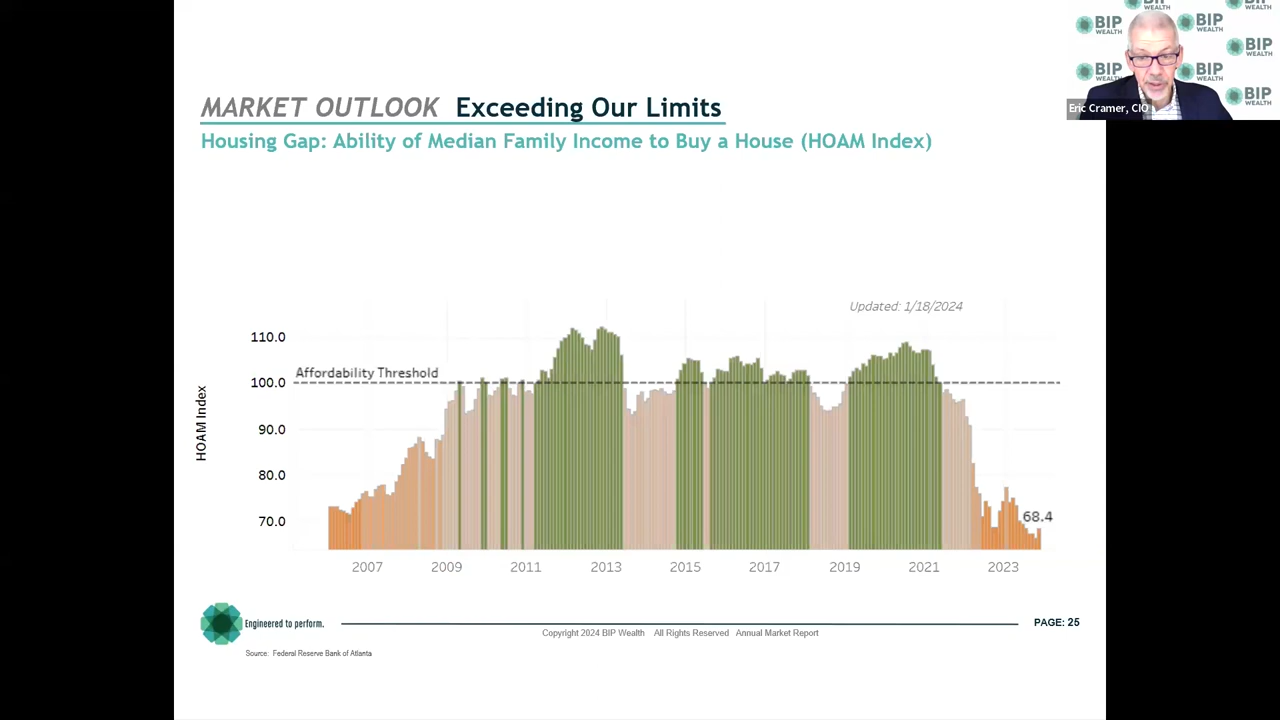 BIP
WEALTH
BIP
WEALTH
BIP
WEALTH
BIP
WEALTH
BIP
WEALTH
BIP
Eric Cramer, CIO
MARKET OUTLOOK Exceeding Our Limits
Housing Gap: Ability of Median Family Income to Buy a House (HOAM Index)
Updated: 1/18/2024
HOAM Index
110.0
Affordability Threshold
100.0
90.0
80.0
70.0
68.4
2007 2009 2011 2013 2015 2017 2019 2021 2023
Engineered to perform.
PAGE: 25
Copyright 2024 BIP Wealth All Rights Reserved Annual Market Report
Source: Federal Reserve Bank of Atlanta